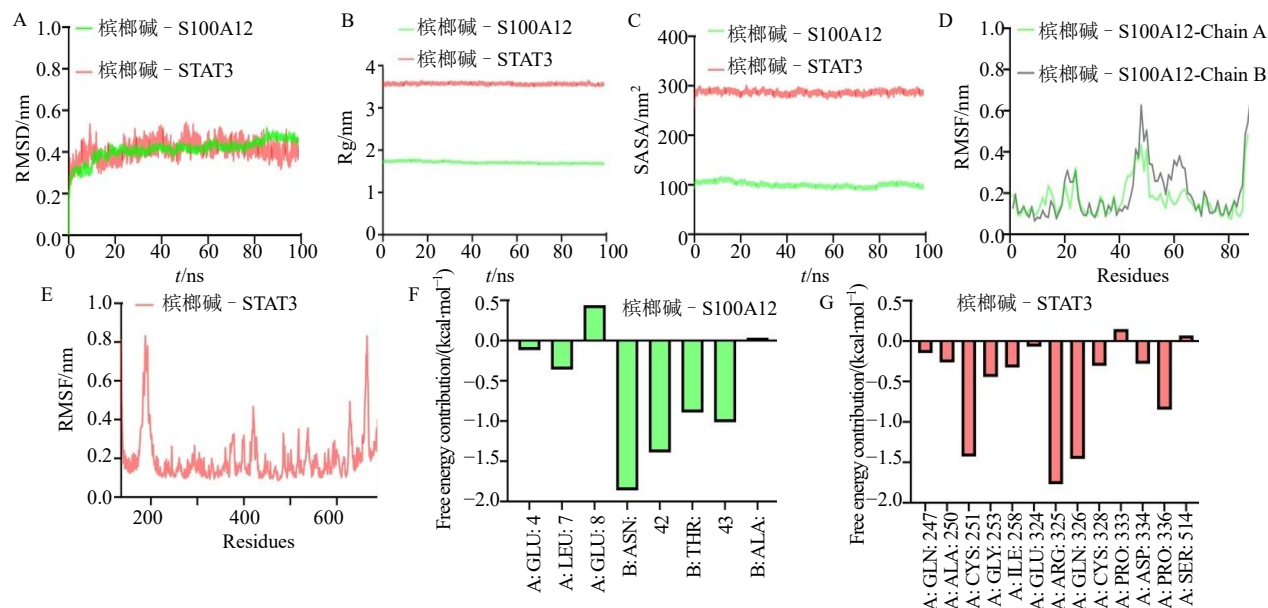 A
槟榔碱–S100A12
槟榔碱–STAT3
1.0
0.8
0.6
0.4
0.2
0.0
RMSD/nm
0 20 40 60 80 100
t/ns
B
槟榔碱–S100A12
槟榔碱–STAT3
4
3
2
1
0
Rg/nm
0 20 40 60 80 100
t/ns
C
槟榔碱–S100A12
槟榔碱–STAT3
400
300
200
100
0
SASA/nm²
0 20 40 60 80 100
t/ns
D
槟榔碱–S100A12-Chain A
槟榔碱–S100A12-Chain B
1.0
0.8
0.6
0.4
0.2
0.0
RMSF/nm
0 20 40 60 80
Residues
E
槟榔碱–STAT3
1.0
0.8
0.6
0.4
0.2
0.0
RMSF/nm
200 400 600
Residues
F
槟榔碱–S100A12
0.5
0.0
−0.5
−1.0
−1.5
−2.0
Free energy contribution/(kcal·mol⁻¹)
A: GLU: 4
A: LEU: 7
A: GLU: 8
B: ASN:
42
B: THR:
43
B: ALA:
G
槟榔碱–STAT3
0.5
0.0
−0.5
−1.0
−1.5
−2.0
Free energy contribution/(kcal·mol⁻¹)
A: GLN: 247
A: ALA: 250
A: CYS: 251
A: GLY: 253
A: ILE: 258
A: GLU: 324
A: ARG: 325
A: GLN: 326
A: CYS: 328
A: PRO: 333
A: ASP: 334
A: PRO: 336
A: SER: 514